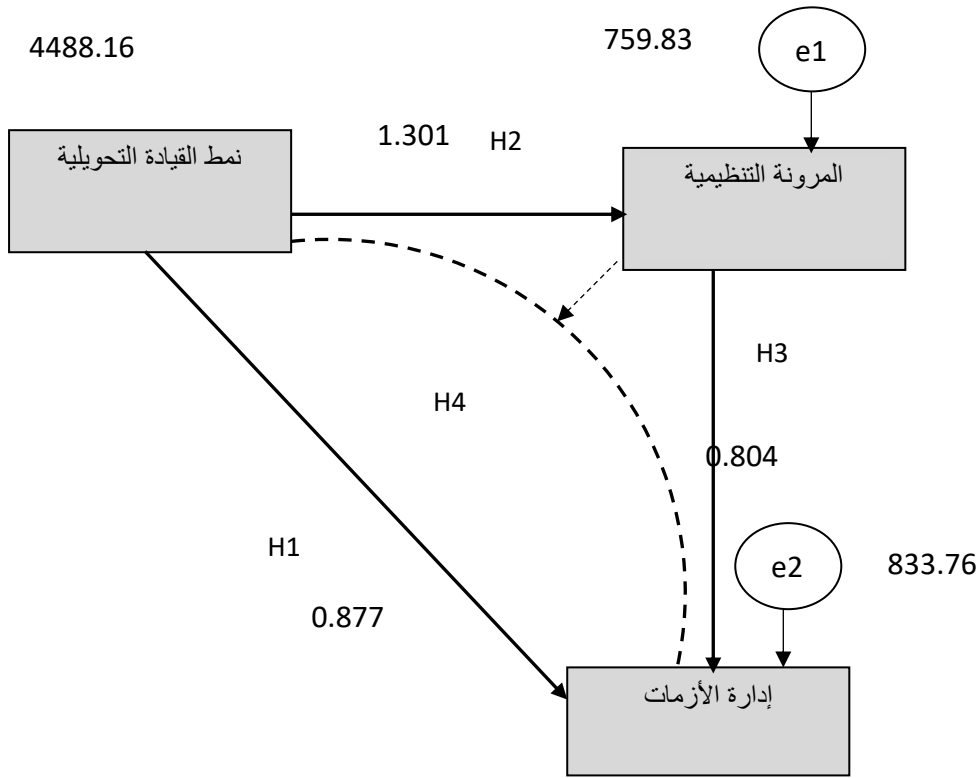 4488.16
759.83
e1
نمط القيادة التحويلية
1.301
H2
المرونة التنظيمية
H3
H4
0.804
H1
e2
833.76
0.877
إدارة الأزمات